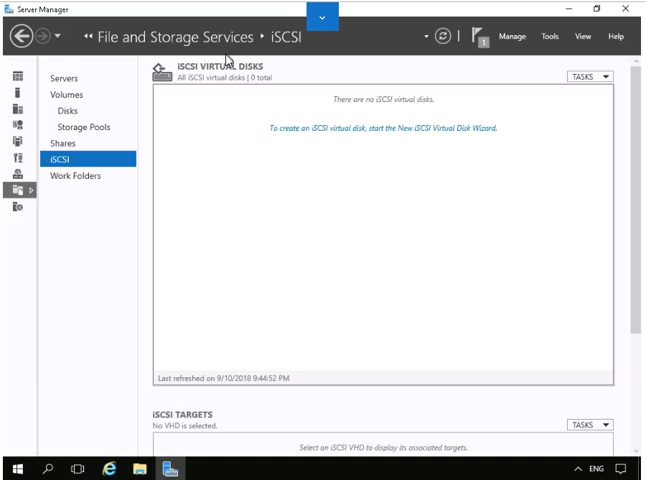 Server Manager
File and Storage Services
iSCSI
1
Manage
Tools
View
Help
Servers
Volumes
Disks
Storage Pools
Shares
iSCSI
Work Folders
iSCSI VIRTUAL DISKS
All iSCSI virtual disks | 0 total
TASKS
There are no iSCSI virtual disks.
To create an iSCSI virtual disk, start the New iSCSI Virtual Disk Wizard.
Last refreshed on 9/10/2018 9:44:52 PM
iSCSI TARGETS
No VHD is selected.
TASKS
Select an iSCSI VHD to display its associated targets.
ENG